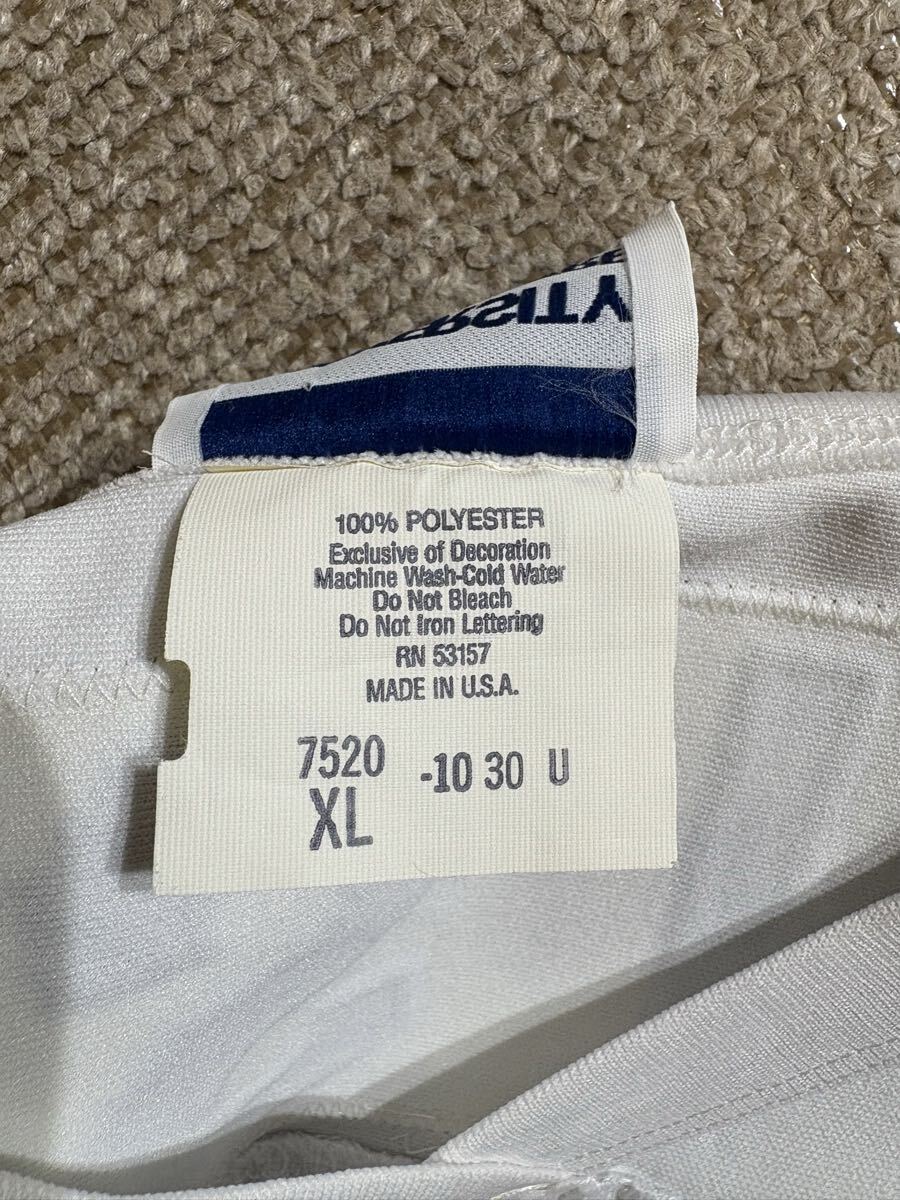 100% POLYESTER
Exclusive of Decoration
Machine Wash-Cold Water
Do Not Bleach
Do Not Iron Lettering
RN 53157
MADE IN U.S.A.
7520 -10 30 U
XL